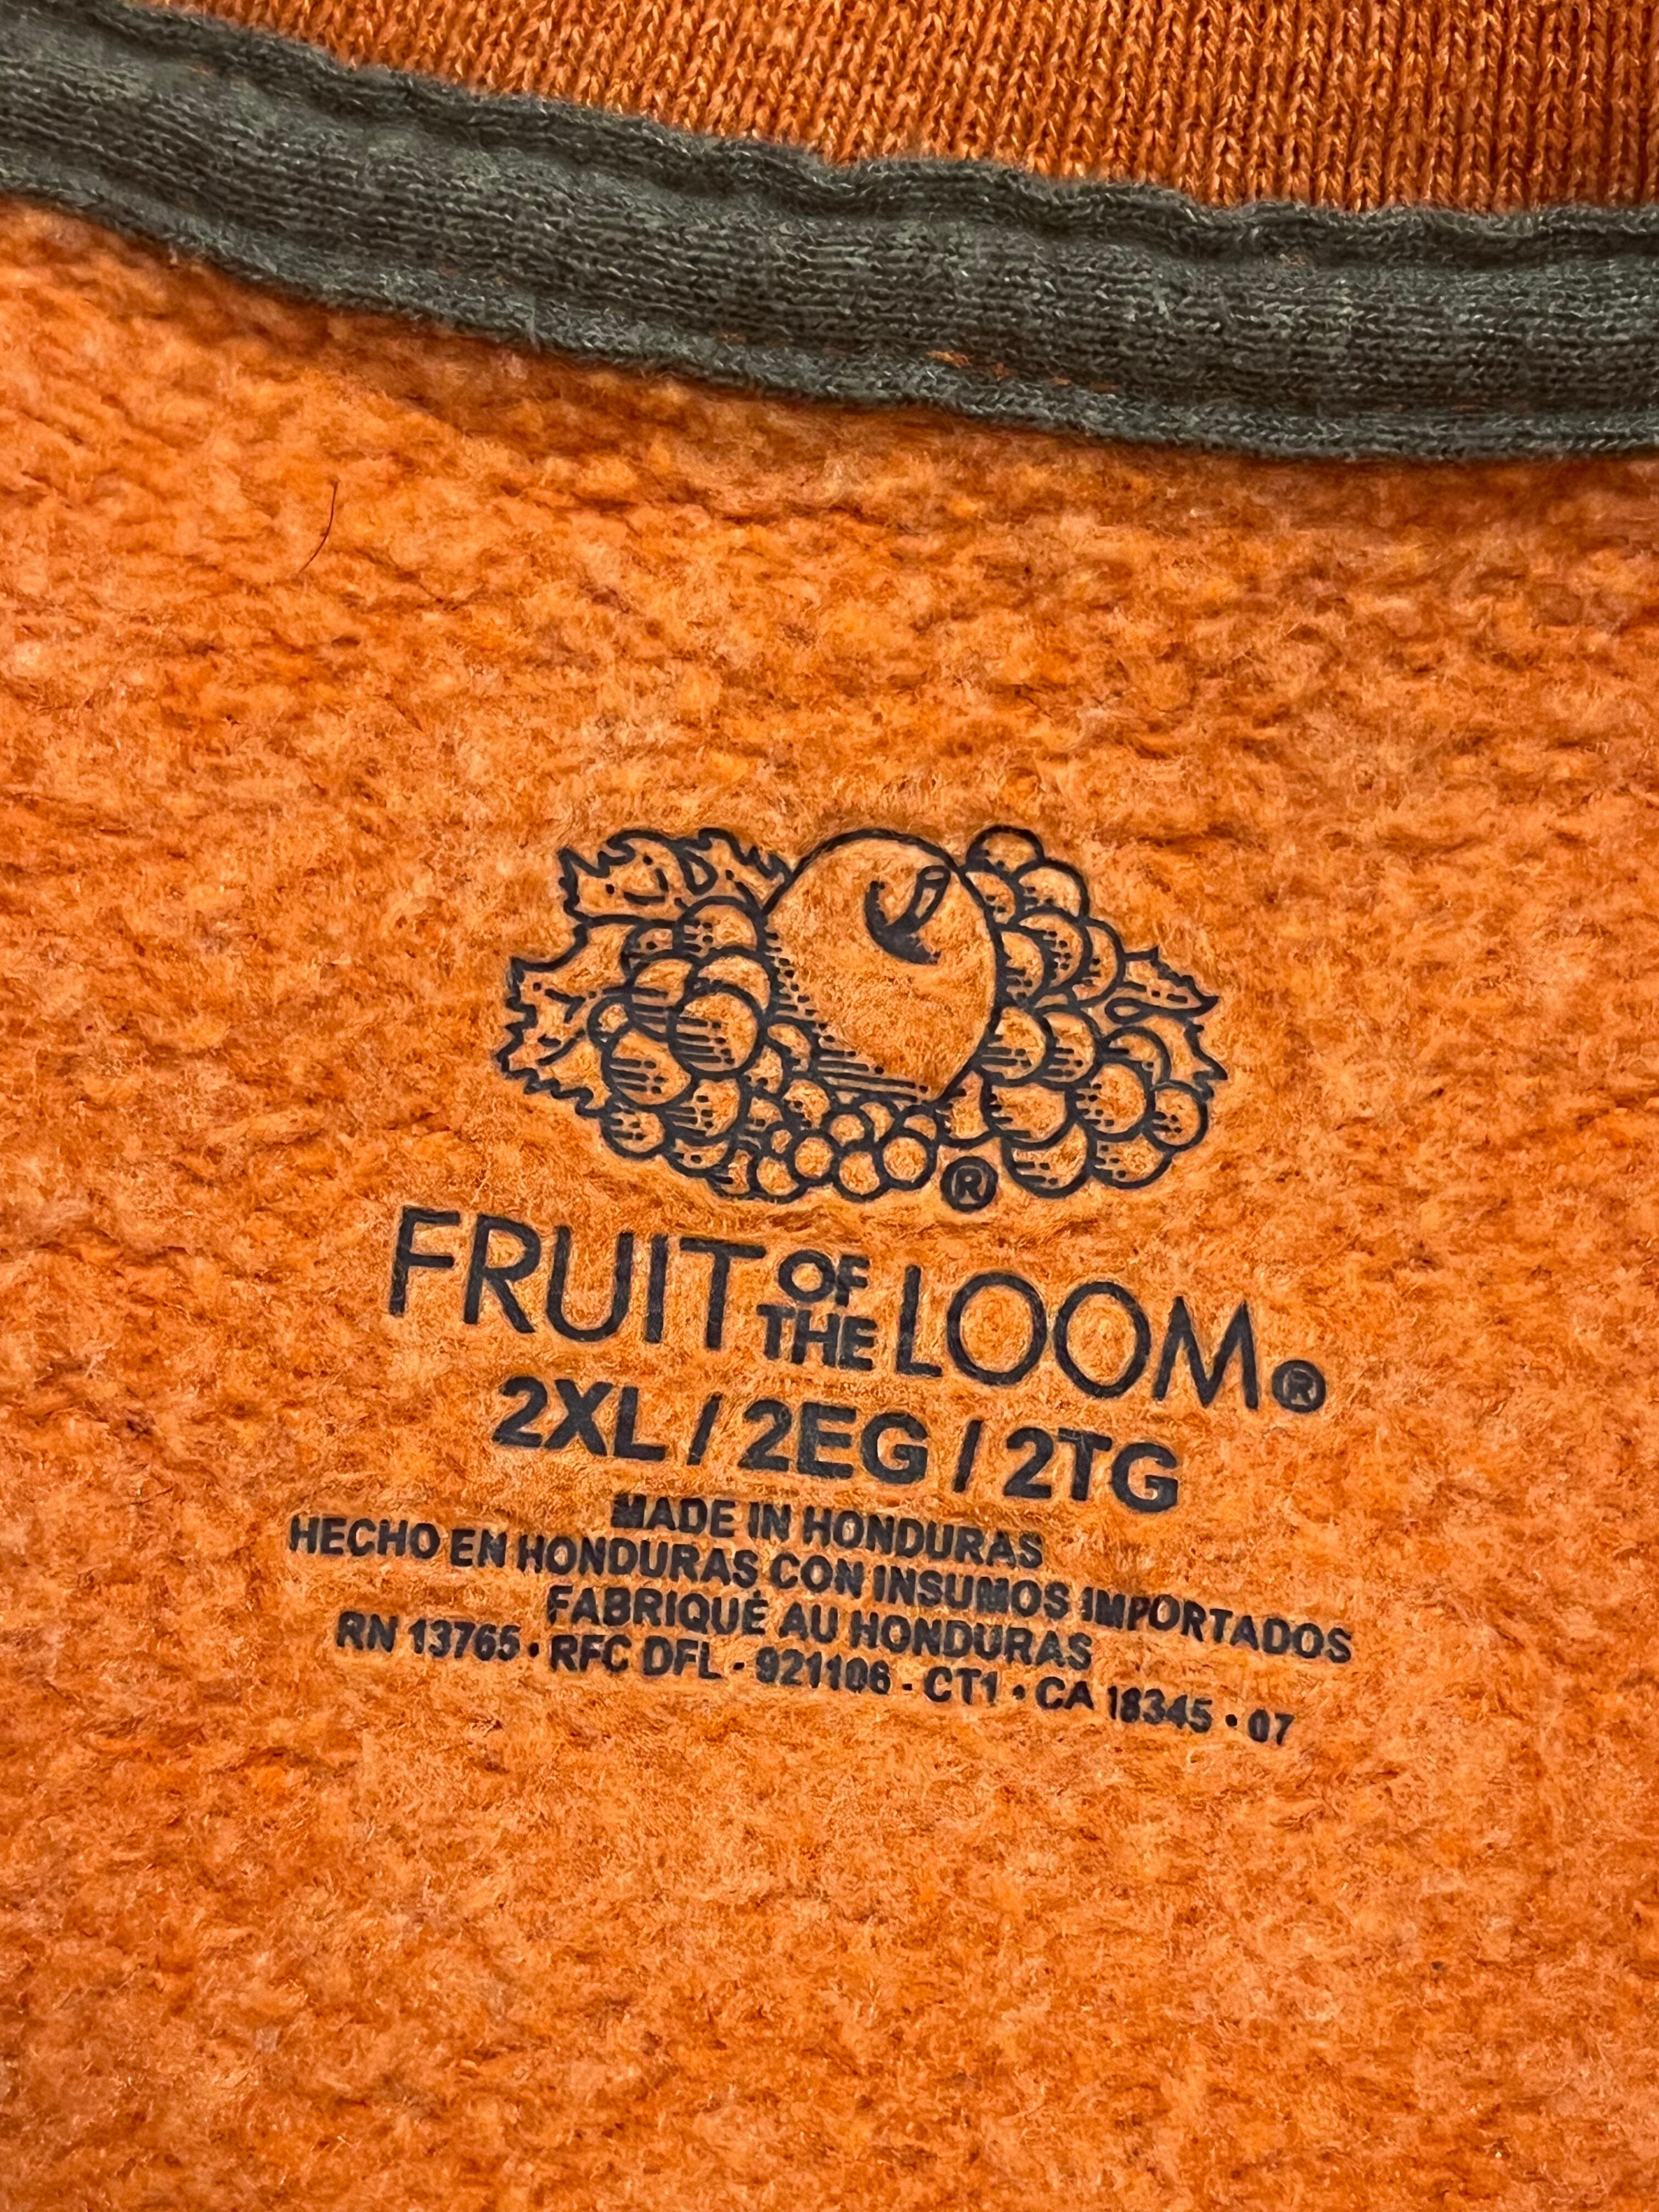 ®
FRUIT OF THE LOOM®
2XL / 2EG / 2TG
MADE IN HONDURAS
HECHO EN HONDURAS CON INSUMOS IMPORTADOS
FABRIQUÉ AU HONDURAS
RN 13765 • RFC DFL - 921106 - CT1 • CA 18345 • 07